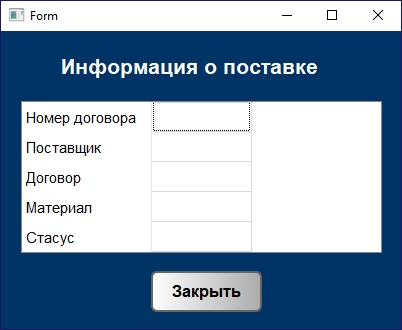 Form
Информация о поставке
Номер договора
Поставщик
Договор
Материал
Стасус
Закрыть